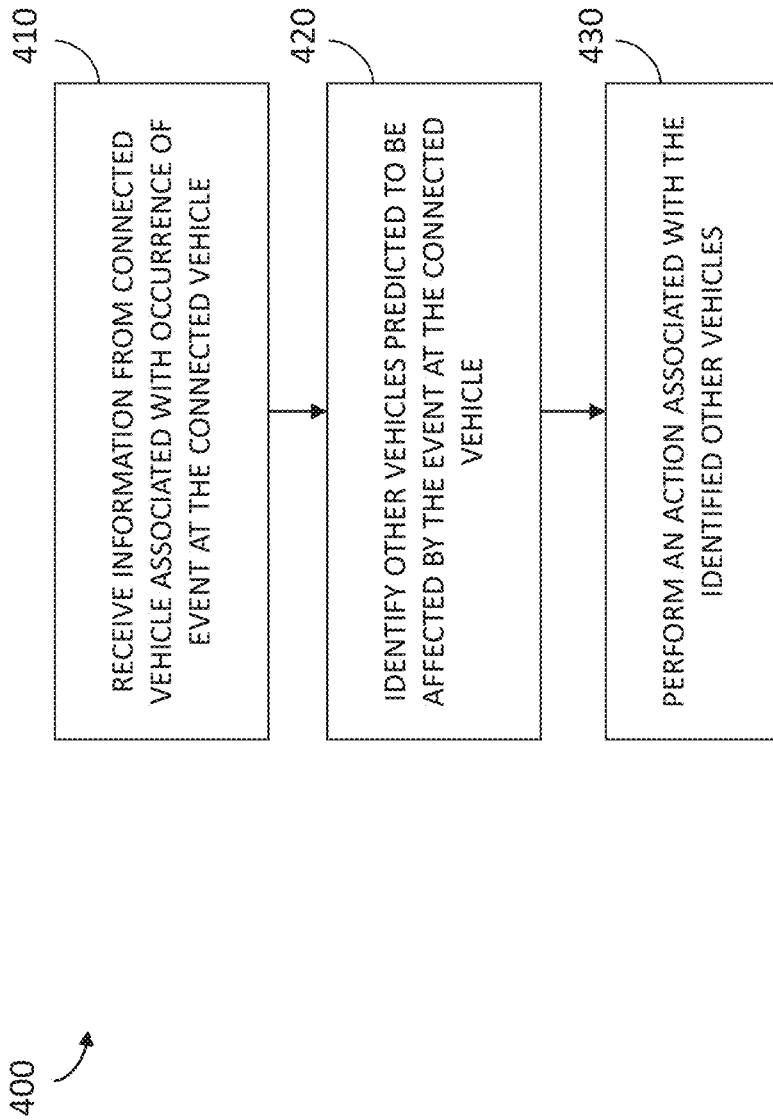 400
410
RECEIVE INFORMATION FROM CONNECTED
VEHICLE ASSOCIATED WITH OCCURRENCE OF
EVENT AT THE CONNECTED VEHICLE
420
IDENTIFY OTHER VEHICLES PREDICTED TO BE
AFFECTED BY THE EVENT AT THE CONNECTED
VEHICLE
430
PERFORM AN ACTION ASSOCIATED WITH THE
IDENTIFIED OTHER VEHICLES